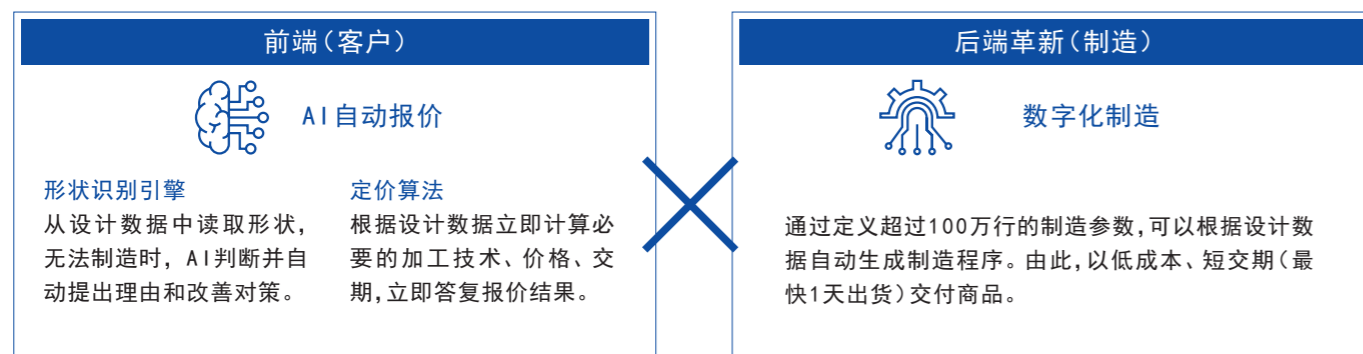 前端（客户）
AI自动报价
形状识别引擎
从设计数据中读取形状，
无法制造时，AI判断并自
动提出理由和改善对策。
定价算法
根据设计数据立即计算必
要的加工技术、价格、交
期，立即答复报价结果。
后端革新（制造）
数字化制造
通过定义超过100万行的制造参数，可以根据设计数
据自动生成制造程序。由此，以低成本、短交期（最
快1天出货）交付商品。